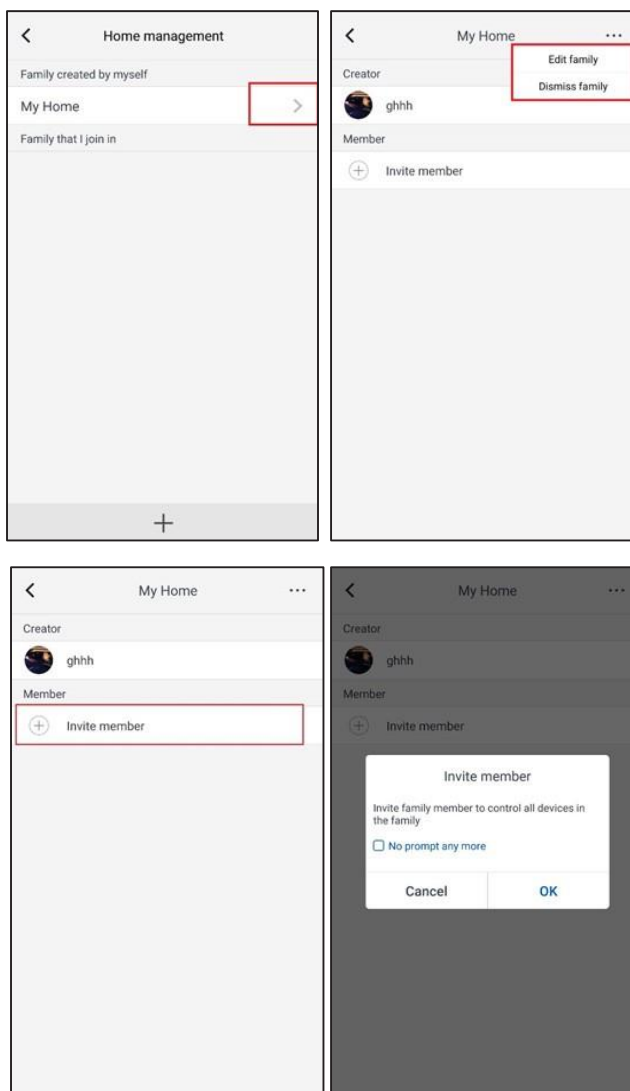 Home management
Family created by myself
My Home
Family that I join in
My Home
Edit family
Dismiss family
Creator
ghhh
Member
Invite member
My Home
Creator
ghhh
Member
Invite member
My Home
Creator
ghhh
Member
Invite member
Invite member
Invite family member to control all devices in
the family
No prompt any more
Cancel OK